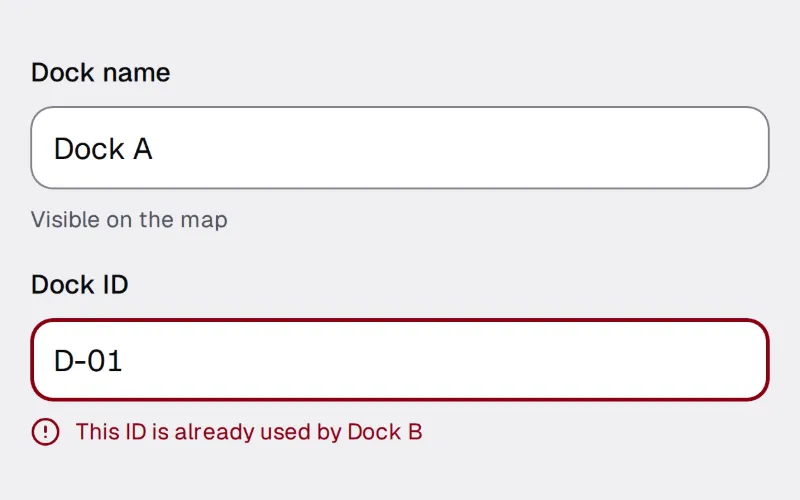 Dock name
Dock A
Visible on the map
Dock ID
D-01
This ID is already used by Dock B